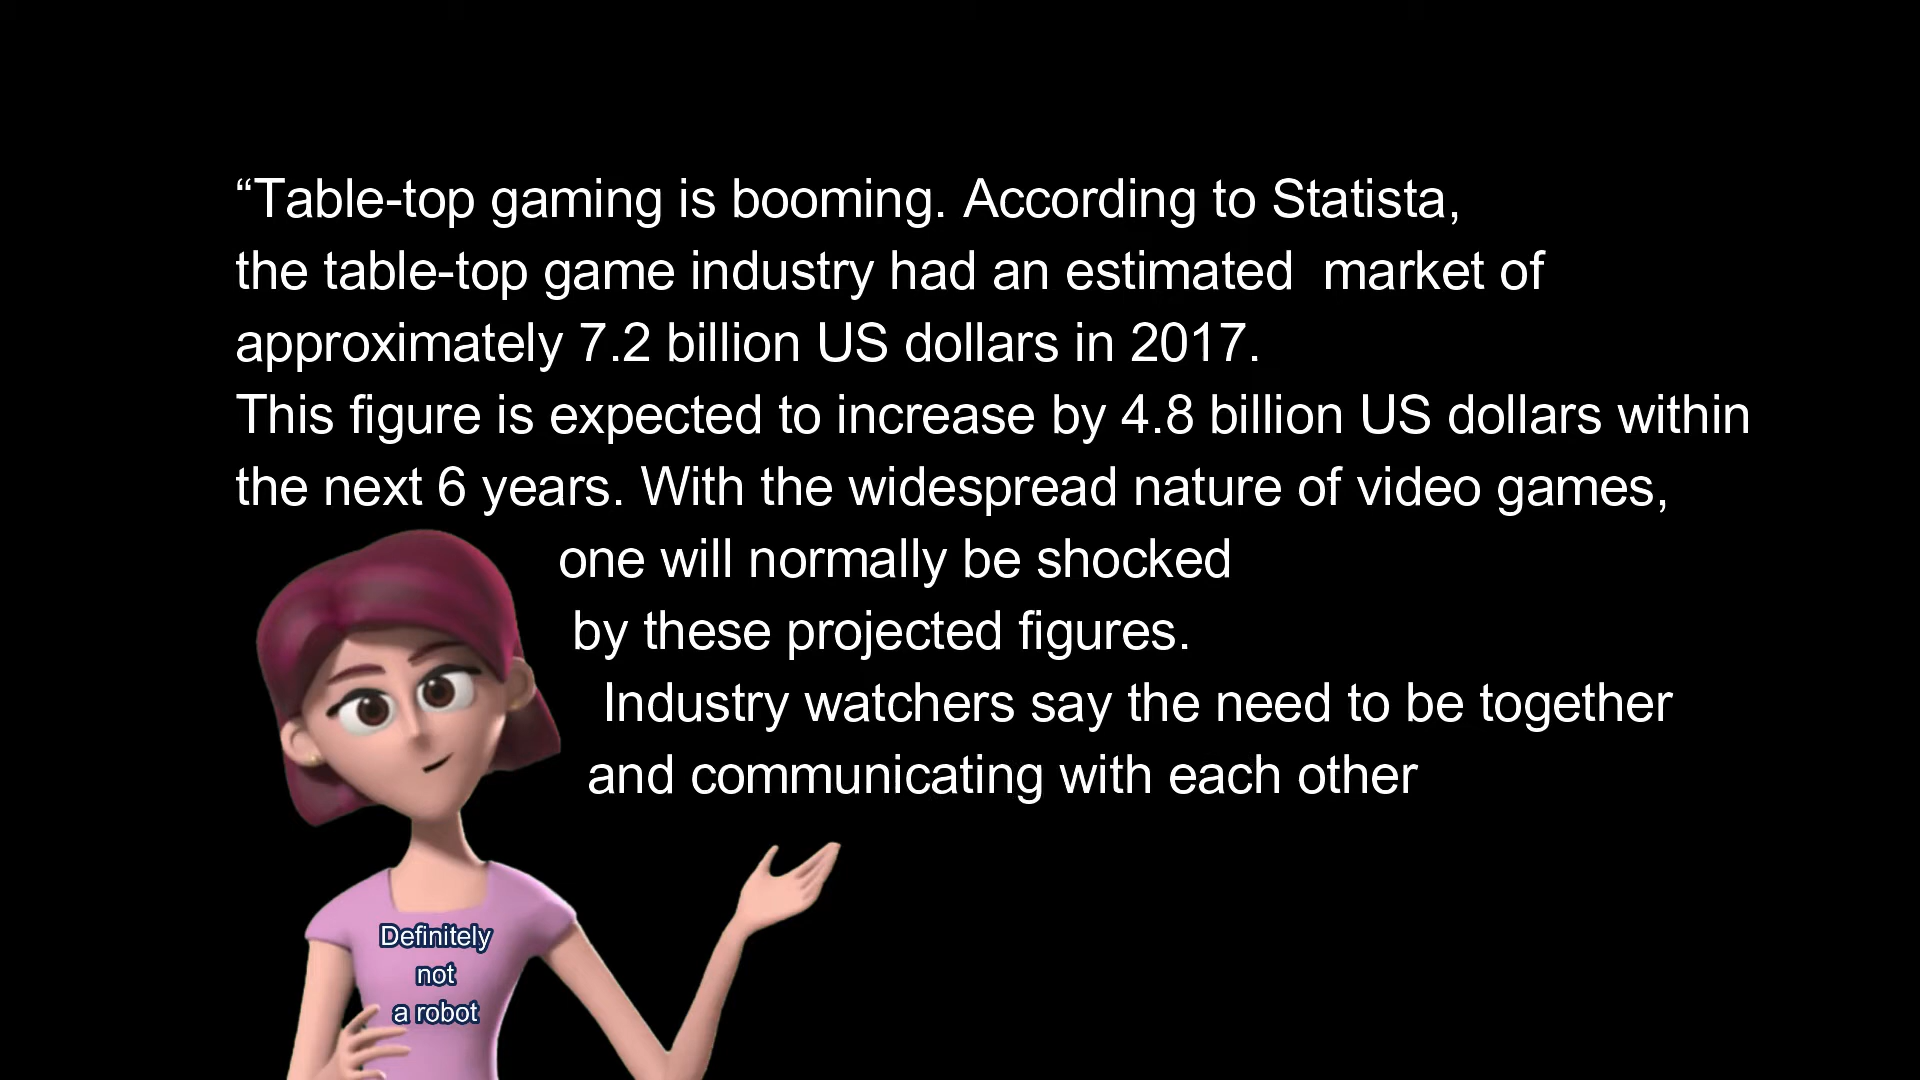 “Table-top gaming is booming. According to Statista,
the table-top game industry had an estimated  market of
approximately 7.2 billion US dollars in 2017.
This figure is expected to increase by 4.8 billion US dollars within
the next 6 years. With the widespread nature of video games,
one will normally be shocked
by these projected figures.
Industry watchers say the need to be together
and communicating with each other
Definitely
not
a robot